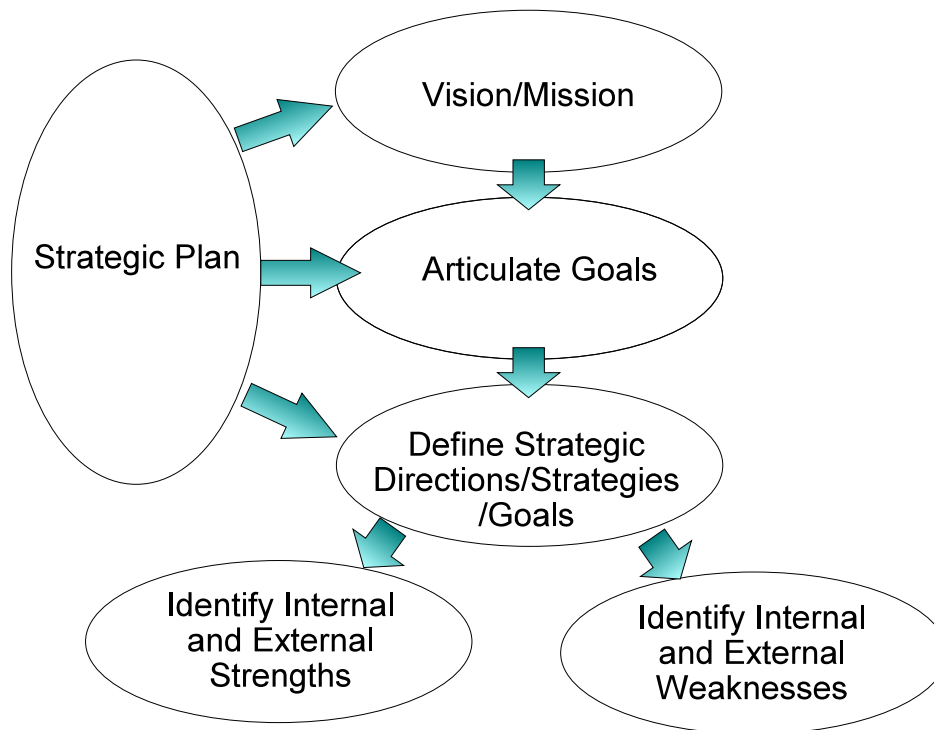 Vision/Mission
Strategic Plan
Articulate Goals
Define Strategic
Directions/Strategies
/Goals
Identify Internal
and External
Strengths
Identify Internal
and External
Weaknesses